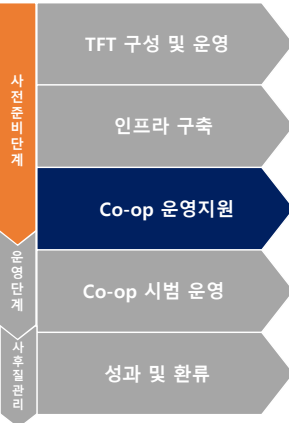 사전준비단계
TFT 구성 및 운영
인프라 구축
Co-op 운영지원
운영단계
Co-op 시범 운영
사후질관리
성과 및 환류